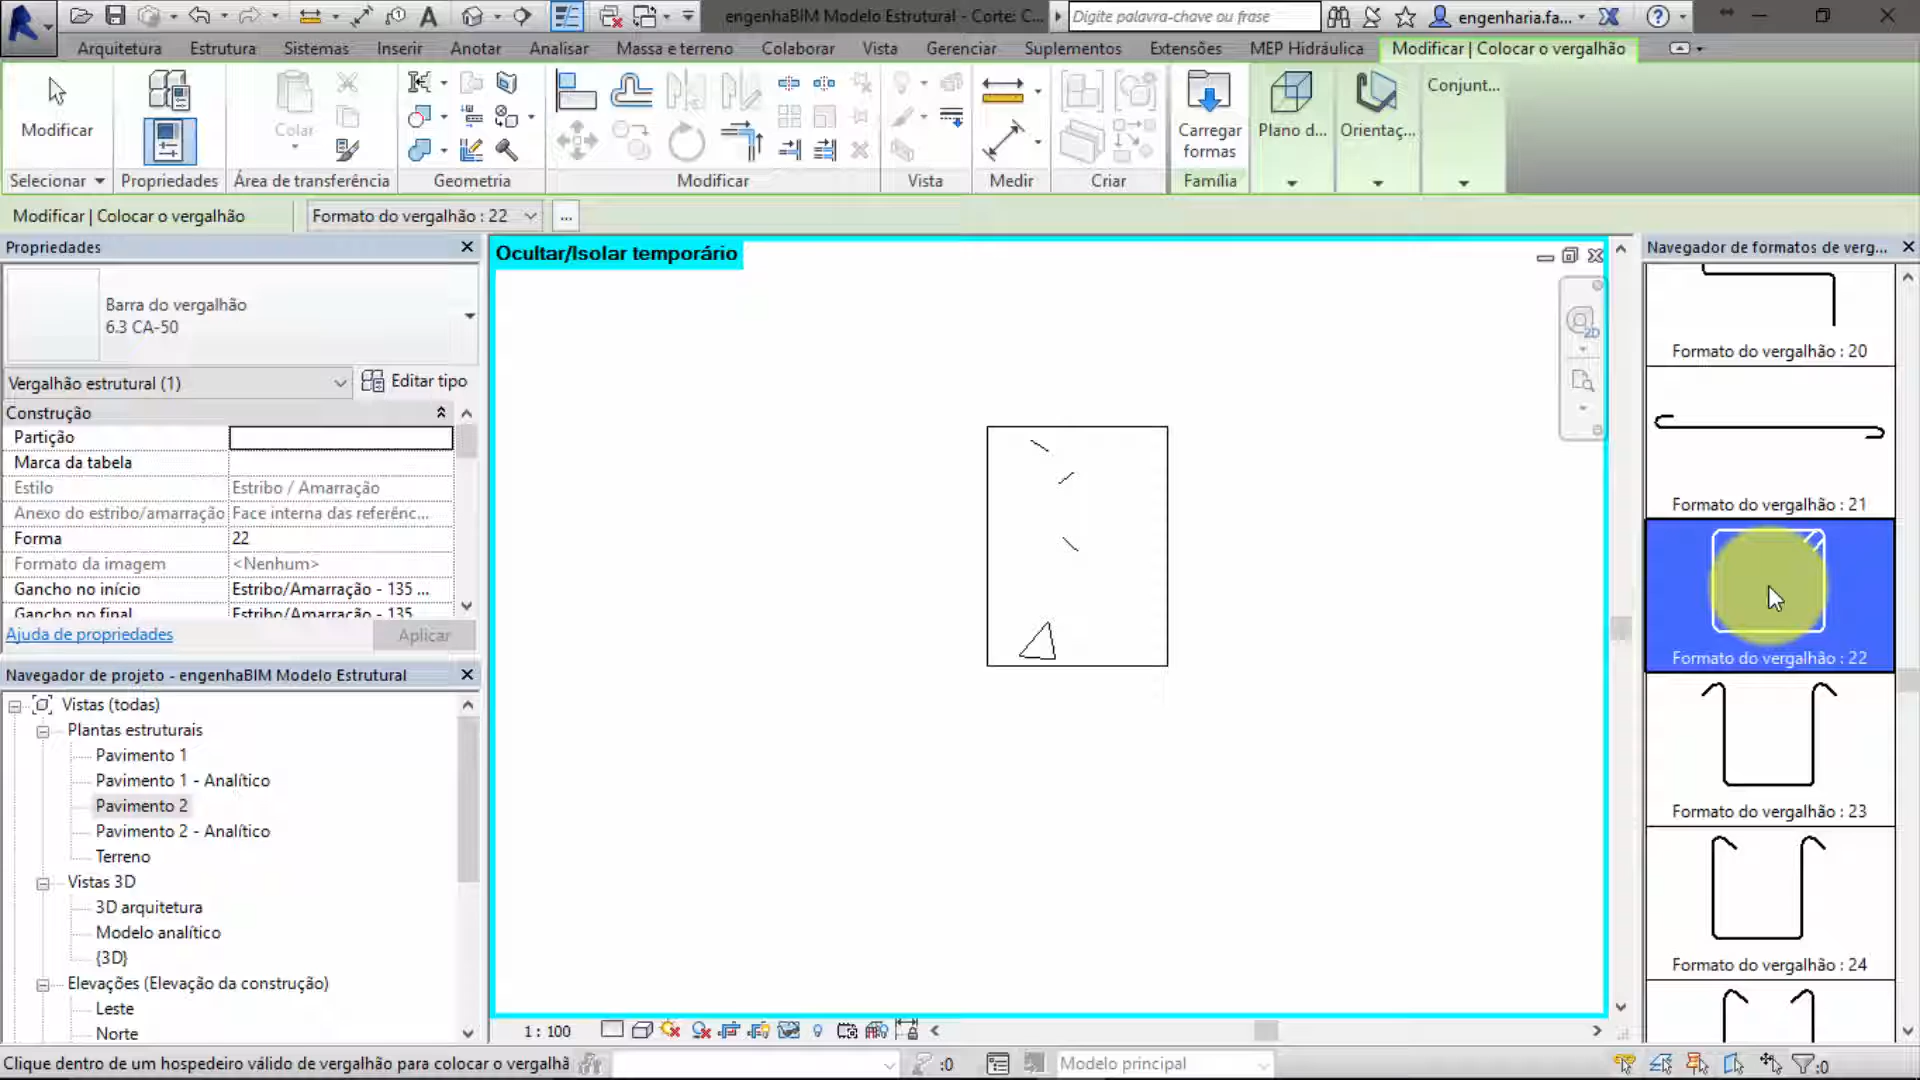 engenhaBIM Modelo Estrutural - Corte: C...
Digite palavra-chave ou frase
engenharia.fa...
Arquitetura
Estrutura
Sistemas
Inserir
Anotar
Analisar
Massa e terreno
Colaborar
Vista
Gerenciar
Suplementos
Extensões
MEP Hidráulica
Modificar | Colocar o vergalhão
Modificar
Colar
Carregar
formas
Plano d...
Orientaç...
Conjunt...
Selecionar
Propriedades
Área de transferência
Geometria
Modificar
Vista
Medir
Criar
Família
Modificar | Colocar o vergalhão
Formato do vergalhão : 22
...
Propriedades
Barra do vergalhão
6.3 CA-50
Vergalhão estrutural (1)
Editar tipo
Construção
Partição
Marca da tabela
Estilo
Estribo / Amarração
Anexo do estribo/amarração
Face interna das referênc...
Forma
22
Formato da imagem
<Nenhum>
Gancho no início
Estribo/Amarração - 135 ...
Gancho no final
Estribo/Amarração - 135
Ajuda de propriedades
Aplicar
Navegador de projeto - engenhaBIM Modelo Estrutural
Vistas (todas)
Plantas estruturais
Pavimento 1
Pavimento 1 - Analítico
Pavimento 2
Pavimento 2 - Analítico
Terreno
Vistas 3D
3D arquitetura
Modelo analítico
{3D}
Elevações (Elevação da construção)
Leste
Norte
Ocultar/Isolar temporário
2D
1 : 100
Navegador de formatos de verg...
Formato do vergalhão : 20
Formato do vergalhão : 21
Formato do vergalhão : 22
Formato do vergalhão : 23
Formato do vergalhão : 24
Clique dentro de um hospedeiro válido de vergalhão para colocar o vergalhã
:0
Modelo principal
:0